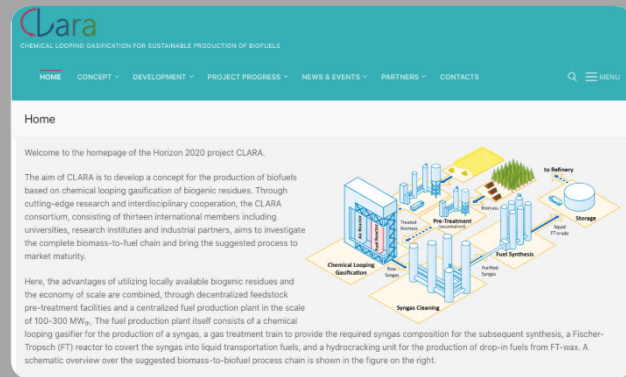 CLara
CHEMICAL LOOPING GASIFICATION FOR SUSTAINABLE PRODUCTION OF BIOFUELS
HOME CONCEPT DEVELOPMENT PROJECT PROGRESS NEWS & EVENTS PARTNERS CONTACTS MENU
Home
Welcome to the homepage of the Horizon 2020 project CLARA.
The aim of CLARA is to develop a concept for the production of biofuels
based on chemical looping gasification of biogenic residues. Through
cutting-edge research and interdisciplinary cooperation, the CLARA
consortium, consisting of thirteen international members including
universities, research institutes and industrial partners, aims to investigate
the complete biomass-to-fuel chain and bring the suggested process to
market maturity.
Here, the advantages of utilizing locally available biogenic residues and
the economy of scale are combined, through decentralized feedstock
pre-treatment facilities and a centralized fuel production plant in the scale
of 100-300 MWth. The fuel production plant itself consists of a chemical
looping gasifier for the production of a syngas, a gas treatment train to provide the required syngas composition for the subsequent synthesis, a Fischer-
Tropsch (FT) reactor to covert the syngas into liquid transportation fuels, and a hydrocracking unit for the production of drop-in fuels from FT-wax. A
schematic overview over the suggested biomass-to-biofuel process chain is shown in the figure on the right.
to Refinery
Storage
Biomass
Pre-Treatment
(decentralized)
Treated
Biomass
Air Reactor
Fuel Reactor
liquid
FT-crude
Fuel Synthesis
Chemical Looping
Gasification
Raw
Syngas
Purified
Syngas
Syngas Cleaning